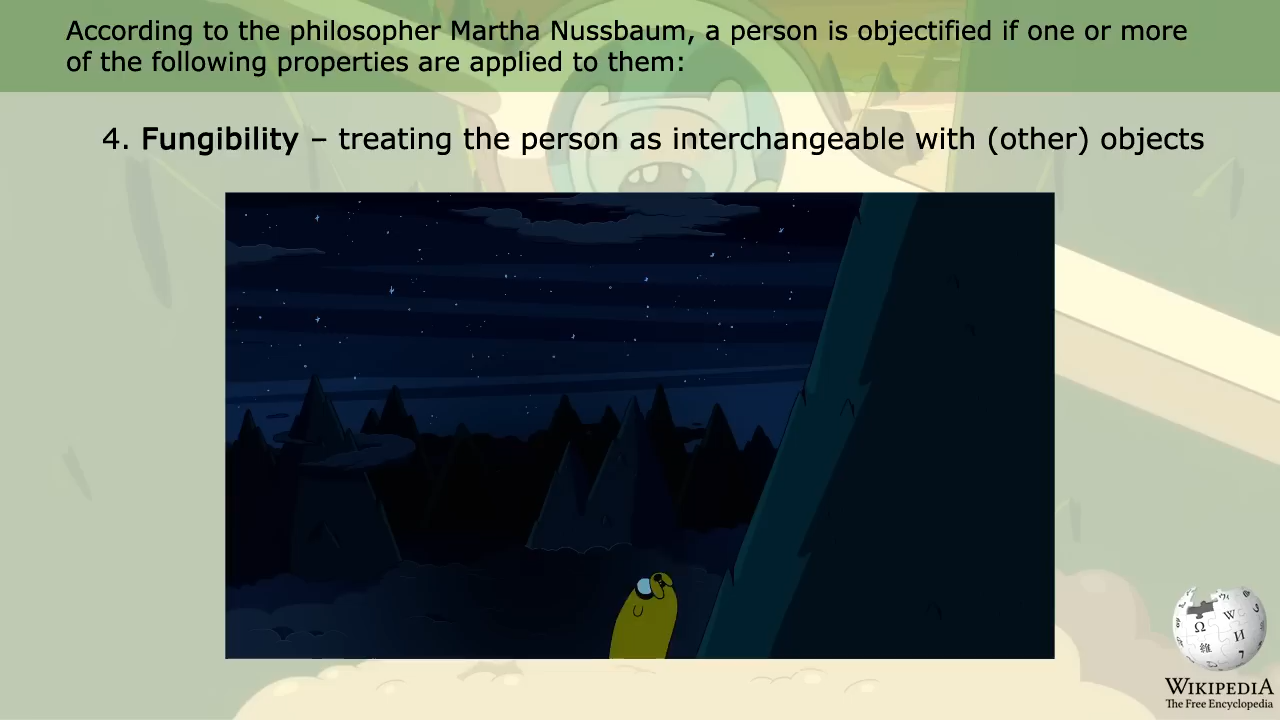 According to the philosopher Martha Nussbaum, a person is objectified if one or more
of the following properties are applied to them:
4. Fungibility – treating the person as interchangeable with (other) objects
WIKIPEDIA
The Free Encyclopedia